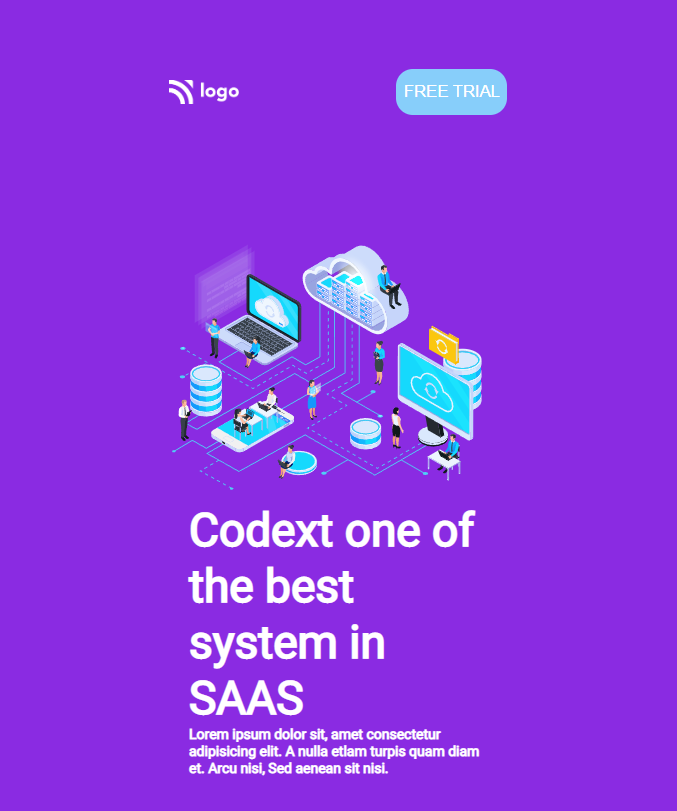 logo
FREE TRIAL
Codext one of
the best
system in
SAAS
Lorem ipsum dolor sit, amet consectetur
adipisicing elit. A nulla etiam turpis quam diam
et. Arcu nisi, Sed aenean sit nisi.